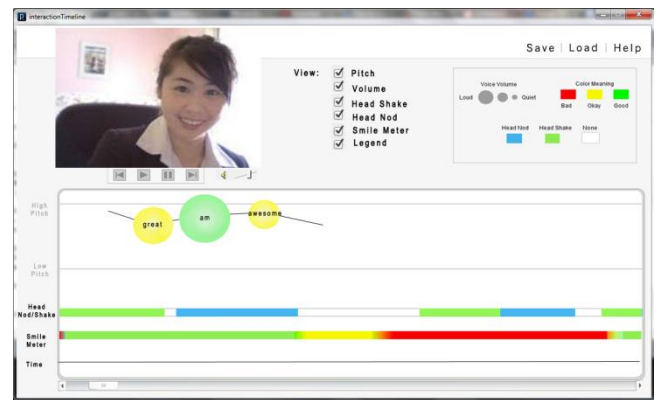 interactionTimeline
Save | Load | Help
View:
Pitch
Volume
Head Shake
Head Nod
Smile Meter
Legend
Voice Volume
Loud
Quiet
Color Meaning
Bad
Okay
Good
Head Nod
Head Shake
None
High
Pitch
great
am
awesome
Low
Pitch
Head
Nod/Shake
Smile
Meter
Time